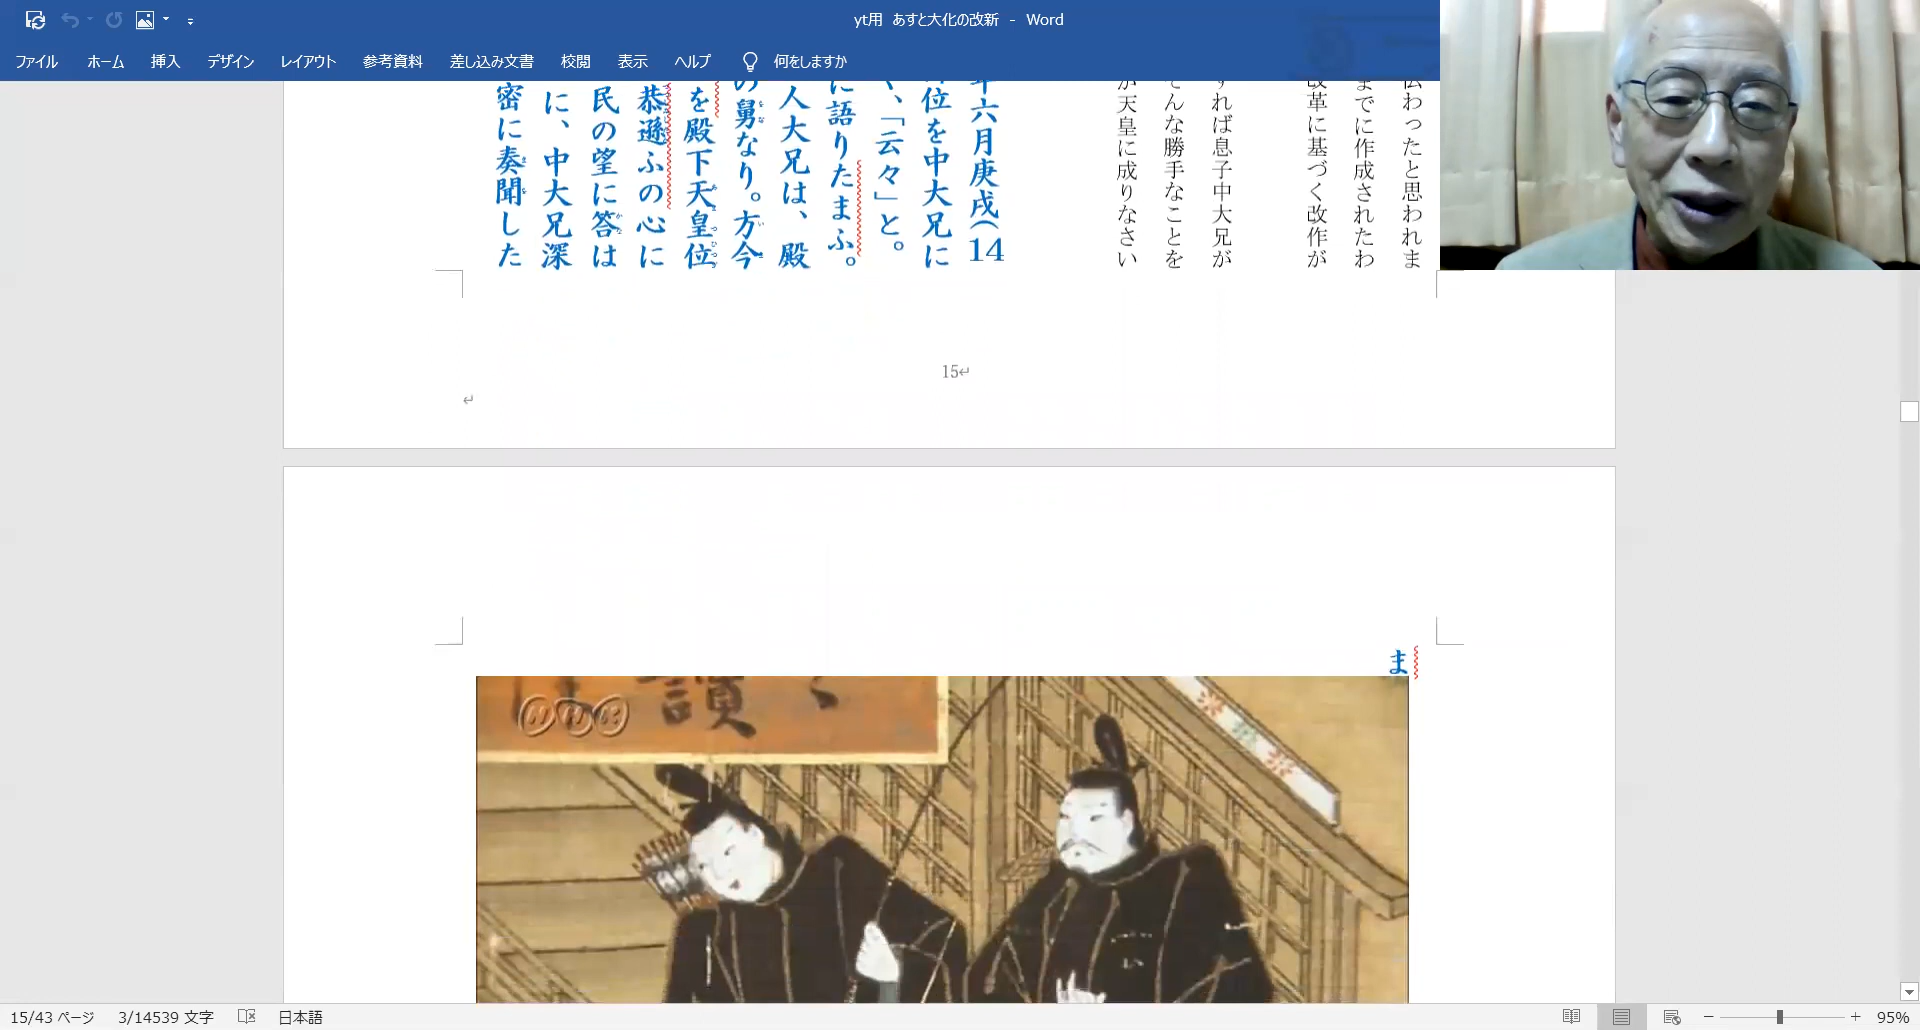 yt用 あすと大化の改新 - Word
ファイル ホーム 挿入 デザイン レイアウト 参考資料 差し込み文書 校閲 表示 ヘルプ 何をしますか
伝わったと思われま
までに作成されたわ
改革に基づく改作が
すれば息子中大兄が
そんな勝手なことを
が天皇に成りなさい
年六月庚戌(14
位を中大兄に
、「云々」と。
に語りたまふ。
人大兄は、殿
の舅なり。方今
を殿下天皇位
恭遜ふの心に
民の望に答は
に、中大兄深
密に奏聞した
15
ま
NHK
讀
15/43 ページ 3/14539 文字 日本語 95%